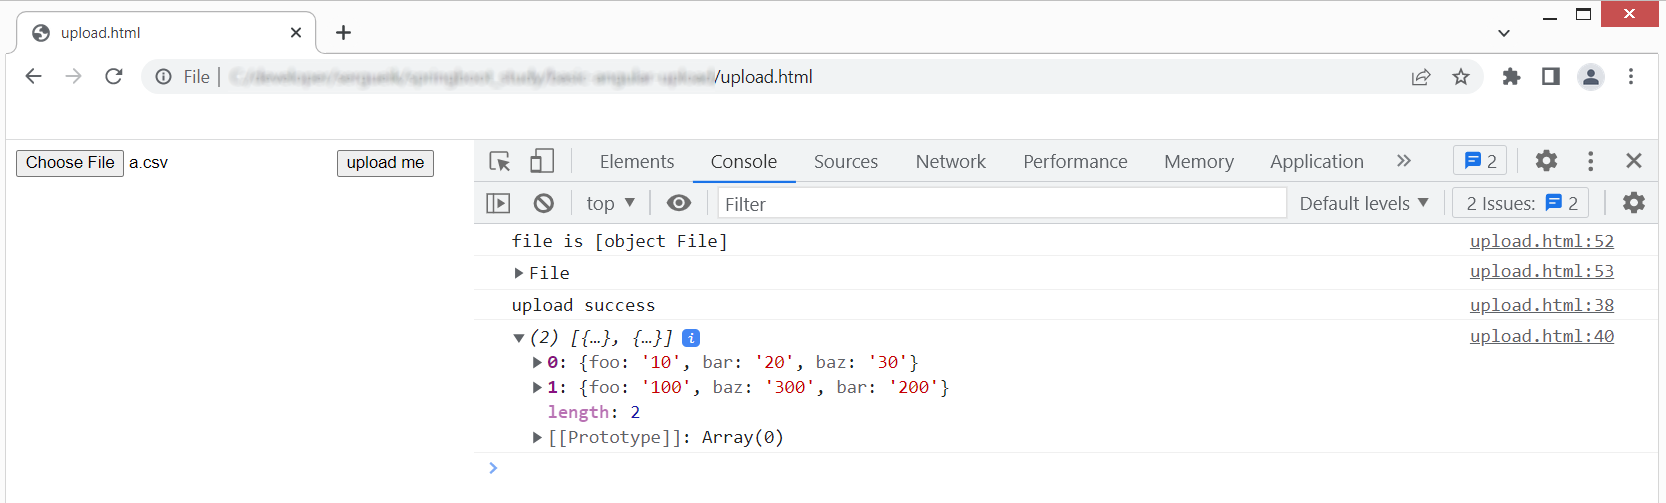 upload.html
File
/upload.html
Choose File a.csv upload me
Elements Console Sources Network Performance Memory Application 2
top Filter Default levels 2 Issues: 2
file is [object File] upload.html:52
File upload.html:53
upload success upload.html:38
(2) [{…}, {…}] i upload.html:40
0: {foo: '10', bar: '20', baz: '30'}
1: {foo: '100', baz: '300', bar: '200'}
length: 2
[[Prototype]]: Array(0)